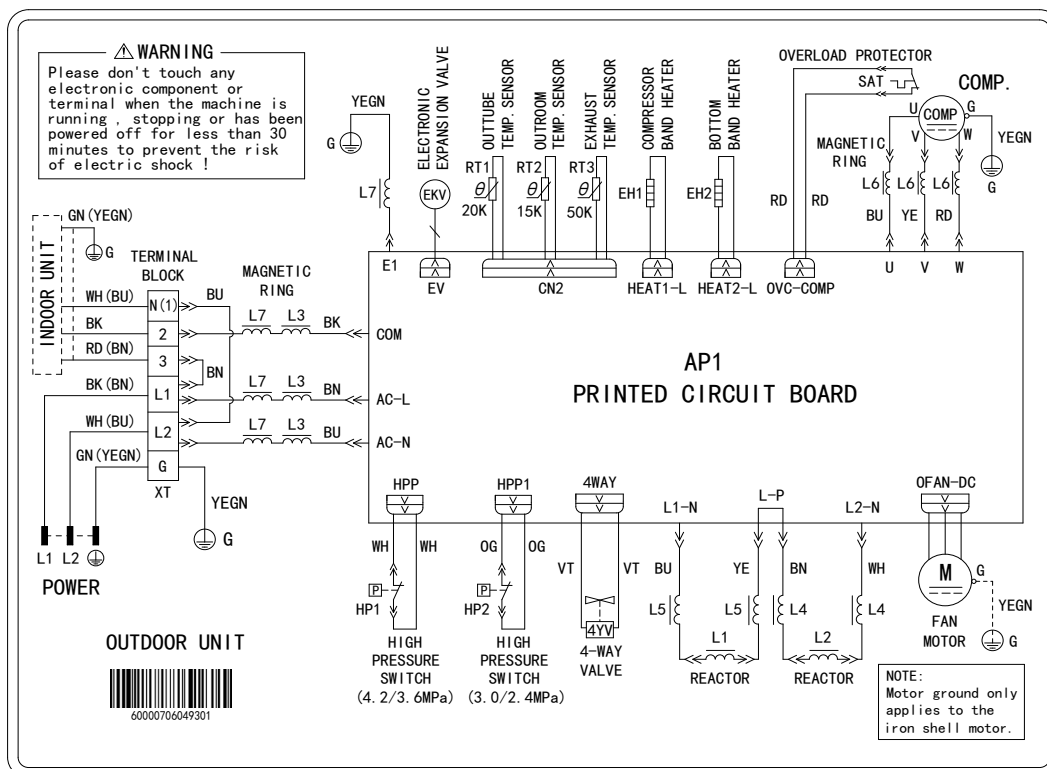 WARNING
Please don't touch any
electronic component or
terminal when the machine is
running , stopping or has been
powered off for less than 30
minutes to prevent the risk
of electric shock !
YEGN
G
L7
E1
ELECTRONIC
EXPANSION VALVE
EKV
EV
OUTTUBE
TEMP. SENSOR
RT1
θ
20K
OUTROOM
TEMP. SENSOR
RT2
θ
15K
EXHAUST
TEMP. SENSOR
RT3
θ
50K
CN2
COMPRESSOR
BAND HEATER
EH1
HEAT1-L
BOTTOM
BAND HEATER
EH2
HEAT2-L
OVERLOAD PROTECTOR
SAT
RD
RD
OVC-COMP
COMP.
U
COMP
G
V
W
YEGN
G
MAGNETIC
RING
L6
L6
L6
BU
YE
RD
U
V
W
INDOOR UNIT
GN(YEGN)
G
TERMINAL
BLOCK
MAGNETIC
RING
WH(BU)
N(1)
BU
BK
2
L7
L3
BK
COM
RD(BN)
3
BN
BK(BN)
L1
L7
L3
BN
AC-L
WH(BU)
L2
L7
L3
BU
AC-N
GN(YEGN)
G
XT
YEGN
G
L1
L2
POWER
AP1
PRINTED CIRCUIT BOARD
HPP
WH
WH
P
HP1
HIGH
PRESSURE
SWITCH
(4.2/3.6MPa)
HPP1
OG
OG
P
HP2
HIGH
PRESSURE
SWITCH
(3.0/2.4MPa)
4WAY
VT
VT
4YV
4-WAY
VALVE
L1-N
L-P
L2-N
BU
YE
BN
WH
L5
L5
L4
L4
L1
L2
REACTOR
REACTOR
OFAN-DC
M
G
YEGN
G
FAN
MOTOR
OUTDOOR UNIT
60000706049301
NOTE:
Motor ground only
applies to the
iron shell motor.